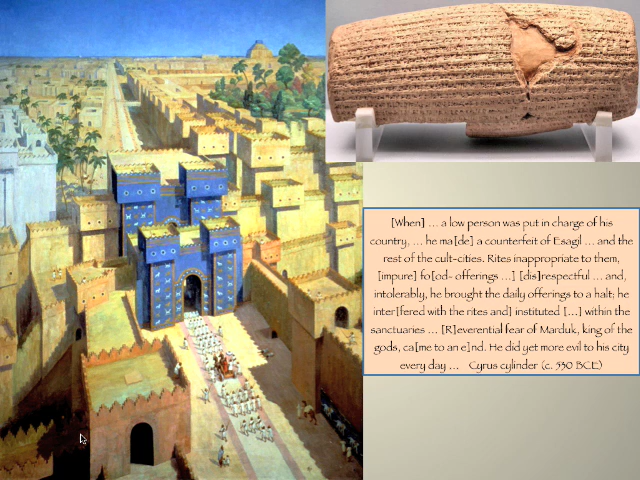 [When] ... a low person was put in charge of his
country, ... he ma[de] a counterfeit of Esagil ... and the
rest of the cult-cities. Rites inappropriate to them,
[impure] fo[od- offerings ...] [dis]respectful ... and,
intolerably, he brought the daily offerings to a halt; he
inter[fered with the rites and] instituted [...] within the
sanctuaries ... [R]everential fear of Marduk, king of the
gods, ca[me to an e]nd. He did yet more evil to his city
every day ... Cyrus cylinder (c. 530 BCE)